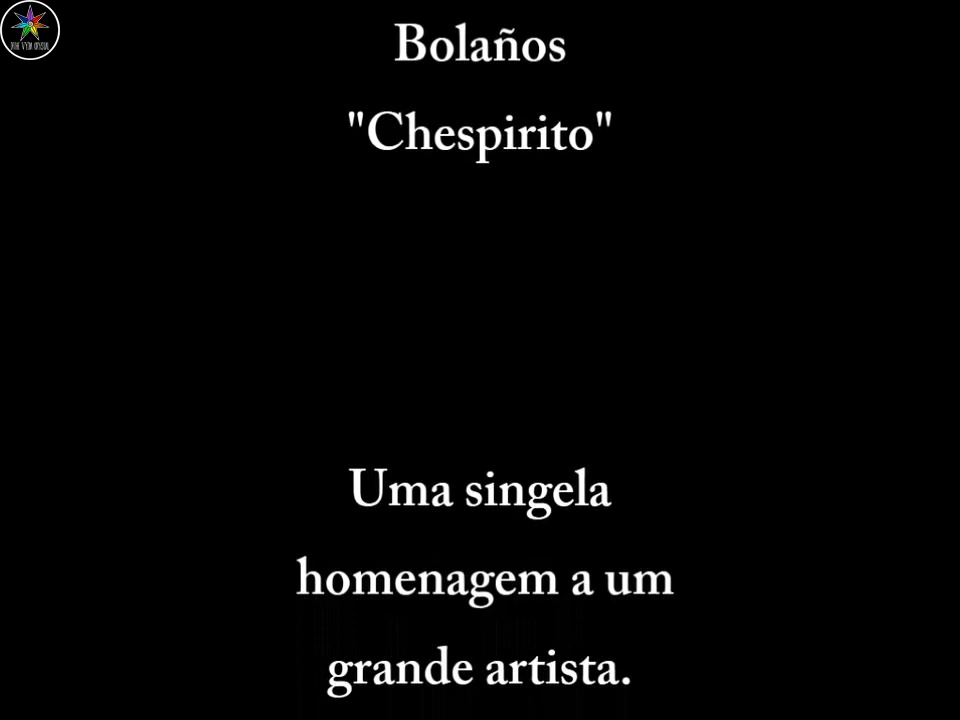 Bolaños
"Chespirito"
Uma singela
homenagem a um
grande artista.